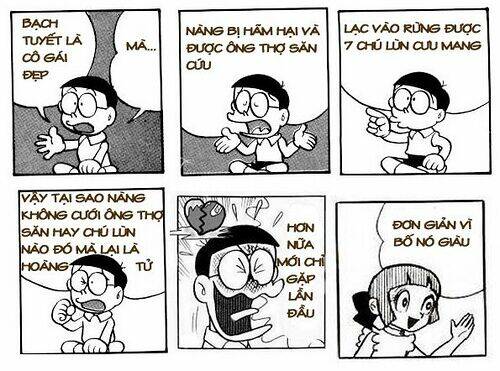 BẠCH
TUYẾT LÀ
CÔ GÁI
ĐẸP
MÀ...
NÀNG BỊ HÃM HẠI VÀ
ĐƯỢC ÔNG THỢ SĂN
CỨU
LẠC VÀO RỪNG ĐƯỢC
7 CHÚ LÙN CƯU MANG
VẬY TẠI SAO NÀNG
KHÔNG CƯỚI ÔNG THỢ
SĂN HAY CHÚ LÙN
NÀO ĐÓ MÀ LẠI LÀ
HOÀNG TỬ
HƠN
NỮA
MỚI CHỈ
GẶP LẦN
ĐẦU
ĐƠN GIẢN VÌ
BỐ NÓ GIÀU